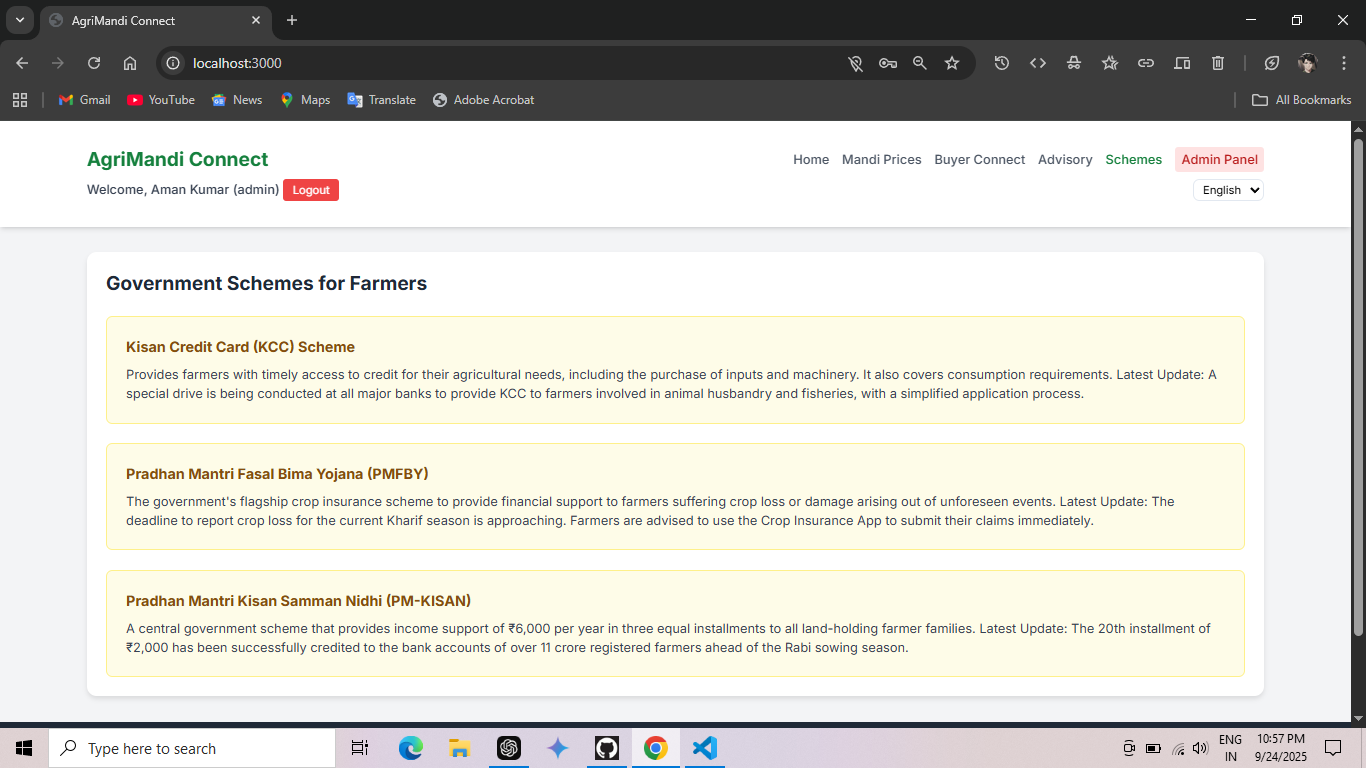 AgriMandi Connect
localhost:3000
Gmail
YouTube
News
Maps
Translate
Adobe Acrobat
All Bookmarks
AgriMandi Connect
Home
Mandi Prices
Buyer Connect
Advisory
Schemes
Admin Panel
Welcome, Aman Kumar (admin)
Logout
English
Government Schemes for Farmers
Kisan Credit Card (KCC) Scheme
Provides farmers with timely access to credit for their agricultural needs, including the purchase of inputs and machinery. It also covers consumption requirements. Latest Update: A
special drive is being conducted at all major banks to provide KCC to farmers involved in animal husbandry and fisheries, with a simplified application process.
Pradhan Mantri Fasal Bima Yojana (PMFBY)
The government's flagship crop insurance scheme to provide financial support to farmers suffering crop loss or damage arising out of unforeseen events. Latest Update: The
deadline to report crop loss for the current Kharif season is approaching. Farmers are advised to use the Crop Insurance App to submit their claims immediately.
Pradhan Mantri Kisan Samman Nidhi (PM-KISAN)
A central government scheme that provides income support of ₹6,000 per year in three equal installments to all land-holding farmer families. Latest Update: The 20th installment of
₹2,000 has been successfully credited to the bank accounts of over 11 crore registered farmers ahead of the Rabi sowing season.
Type here to search
ENG
IN
10:57 PM
9/24/2025